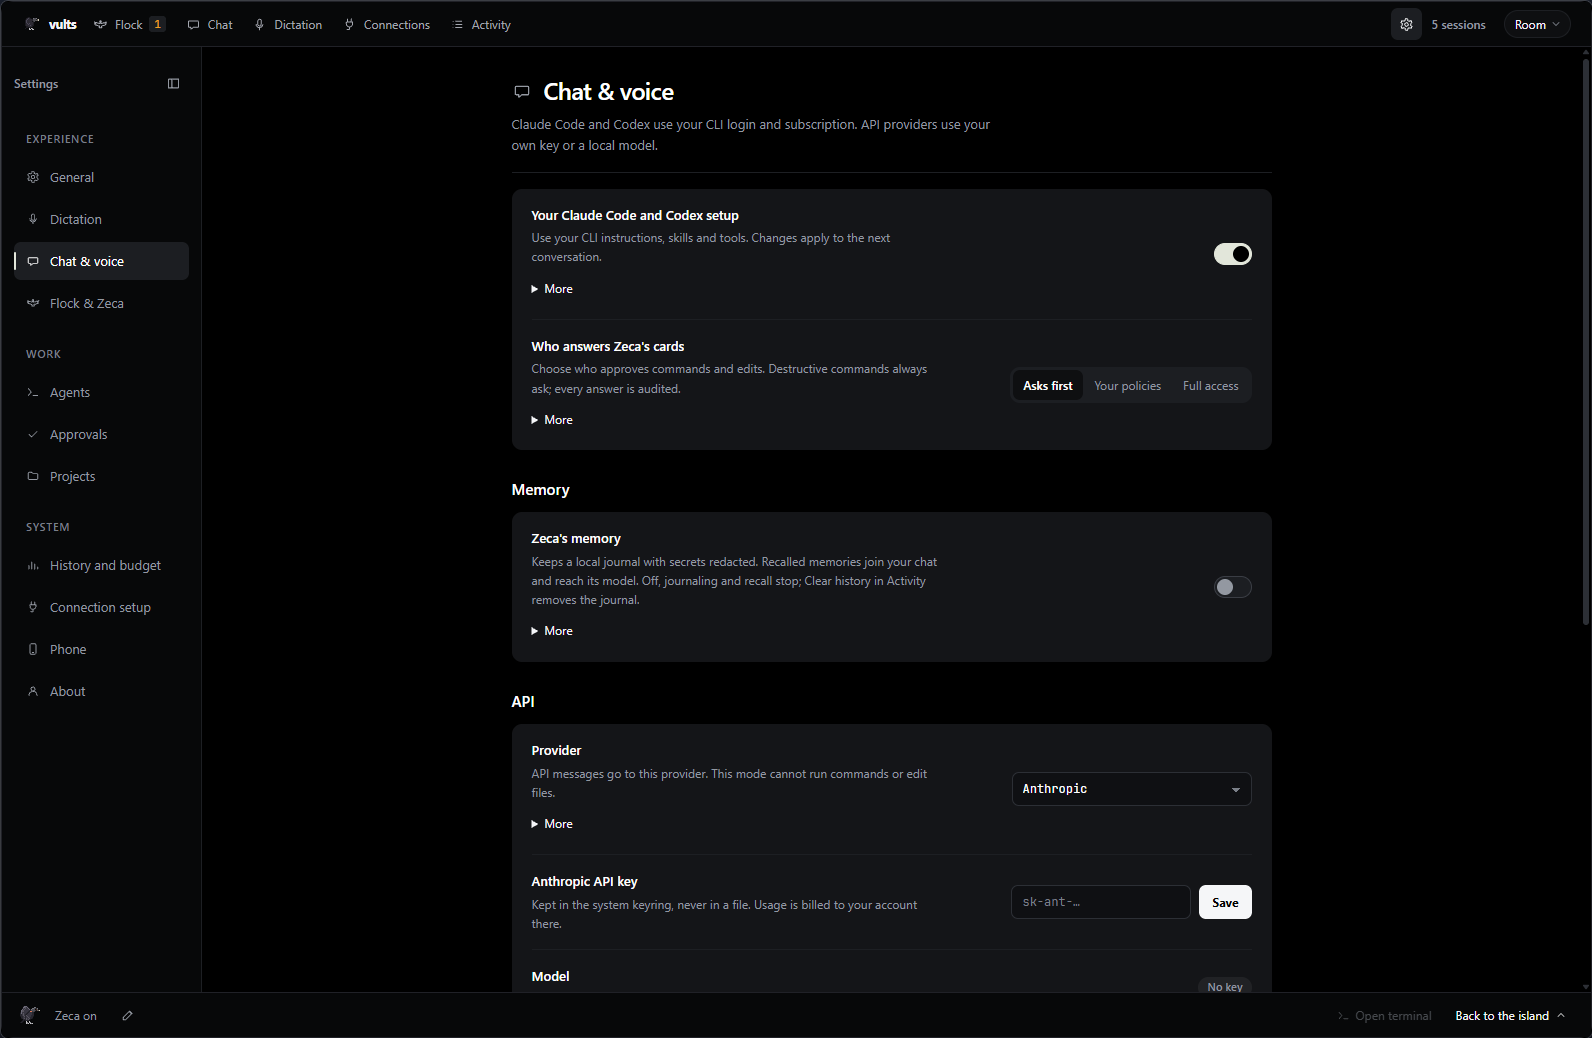 vults Flock 1 Chat Dictation Connections Activity 5 sessions Room
Settings
EXPERIENCE
General
Dictation
Chat & voice
Flock & Zeca
WORK
Agents
Approvals
Projects
SYSTEM
History and budget
Connection setup
Phone
About
Chat & voice
Claude Code and Codex use your CLI login and subscription. API providers use your
own key or a local model.
Your Claude Code and Codex setup
Use your CLI instructions, skills and tools. Changes apply to the next
conversation.
More
Who answers Zeca's cards
Choose who approves commands and edits. Destructive commands always
ask; every answer is audited.
Asks first Your policies Full access
More
Memory
Zeca's memory
Keeps a local journal with secrets redacted. Recalled memories join your chat
and reach its model. Off, journaling and recall stop; Clear history in Activity
removes the journal.
More
API
Provider
API messages go to this provider. This mode cannot run commands or edit
files.
Anthropic
More
Anthropic API key
Kept in the system keyring, never in a file. Usage is billed to your account
there.
sk-ant-… Save
Model
No key
Zeca on Open terminal Back to the island